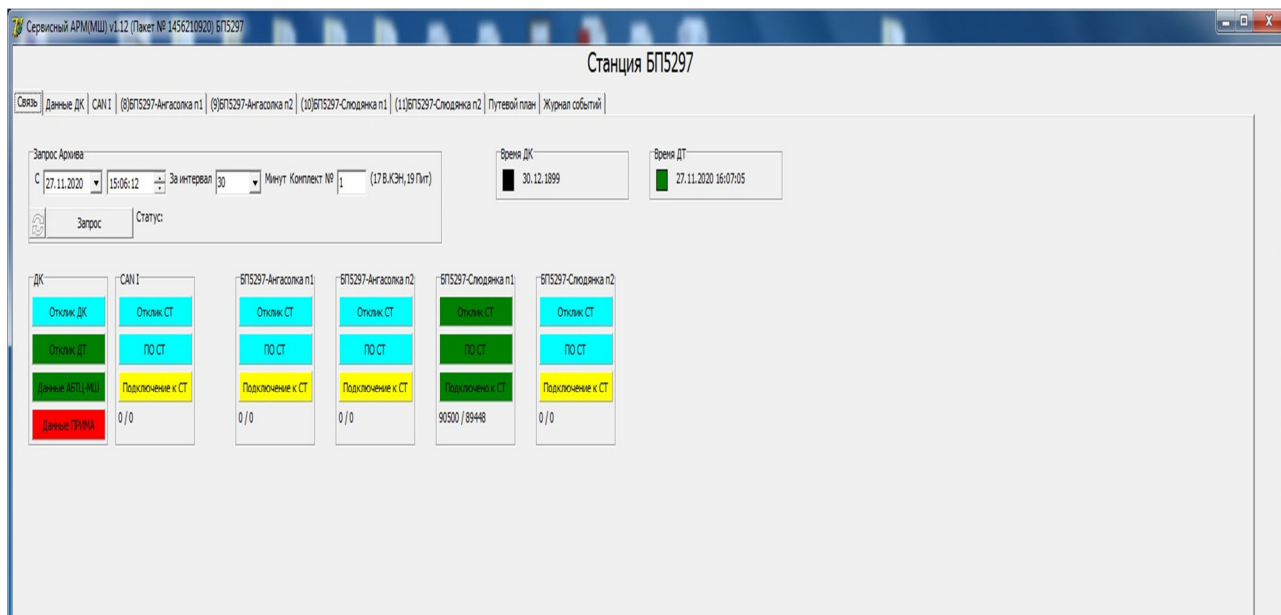 Сервисный АРМ(МШ) v1.12 (Пакет № 1456210920) БП5297
Станция БП5297
Связь Данные ДК CAN I (8)БП5297-Ангасолка п1 (9)БП5297-Ангасолка п2 (10)БП5297-Слюдянка п1 (11)БП5297-Слюдянка п2 Путевой план Журнал событий
Запрос Архива
С 27.11.2020 15:06:12 За интервал 30 Минут Комплект № 1 (17 В.КЭН,19 Пит)
Запрос Статус:
Время ДК
30.12.1899
Время ДТ
27.11.2020 16:07:05
ДК
Отклик ДК
Отклик ДТ
Данные АБТЦ-МШ
Данные ПРИМА
CAN I
Отклик СТ
ПО СТ
Подключение к СТ
0 / 0
БП5297-Ангасолка п1
Отклик СТ
ПО СТ
Подключение к СТ
0 / 0
БП5297-Ангасолка п2
Отклик СТ
ПО СТ
Подключение к СТ
0 / 0
БП5297-Слюдянка п1
Отклик СТ
ПО СТ
Подключено к СТ
90500 / 89448
БП5297-Слюдянка п2
Отклик СТ
ПО СТ
Подключение к СТ
0 / 0